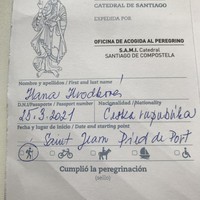 CATEDRAL DE SANTIAGO
EXPEDIDA POR
OFICINA DE ACOGIDA AL PEREGRINO
S.A.M.I. Catedral
SANTIAGO DE COMPOSTELA
Nombre y apellidos / First and last name
Hana
D.N.I./Pasaporte / Passport number
Nacionalidad / Nationality
25.3.2021
Česká republika
Fecha y lugar de inicio / Date and starting point
Saint Jean Pied de Port
Cumplió la peregrinación
(sello)